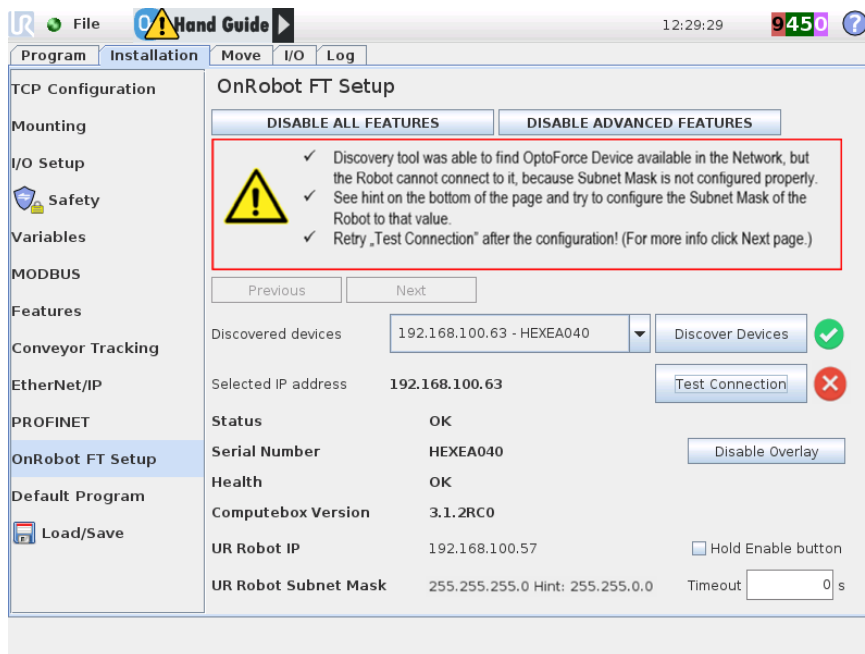 UR File Hand Guide 12:29:29 9450 ?
Program Installation Move I/O Log
TCP Configuration
Mounting
I/O Setup
Safety
Variables
MODBUS
Features
Conveyor Tracking
EtherNet/IP
PROFINET
OnRobot FT Setup
Default Program
Load/Save
OnRobot FT Setup
DISABLE ALL FEATURES DISABLE ADVANCED FEATURES
✓ Discovery tool was able to find OptoForce Device available in the Network, but
the Robot cannot connect to it, because Subnet Mask is not configured properly.
✓ See hint on the bottom of the page and try to configure the Subnet Mask of the
Robot to that value.
✓ Retry „Test Connection” after the configuration! (For more info click Next page.)
Previous Next
Discovered devices 192.168.100.63 - HEXEA040 Discover Devices
Selected IP address 192.168.100.63 Test Connection
Status OK
Serial Number HEXEA040 Disable Overlay
Health OK
Computebox Version 3.1.2RC0
UR Robot IP 192.168.100.57 Hold Enable button
UR Robot Subnet Mask 255.255.255.0 Hint: 255.255.0.0 Timeout 0 s